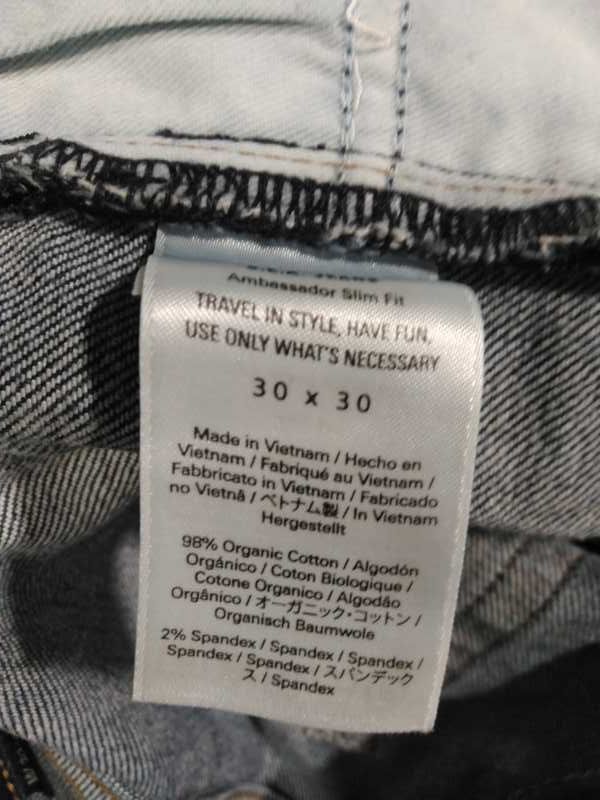 Ambassador Slim Fit
TRAVEL IN STYLE, HAVE FUN,
USE ONLY WHAT'S NECESSARY
30 x 30
Made in Vietnam / Hecho en
Vietnam / Fabriqué au Vietnam /
Fabbricato in Vietnam / Fabricado
no Vietnã / ベトナム製 / In Vietnam
Hergestellt
98% Organic Cotton / Algodón
Orgánico / Coton Biologique /
Cotone Organico / Algodão
Orgânico / オーガニック・コットン /
Organisch Baumwole
2% Spandex / Spandex / Spandex /
Spandex / Spandex / スパンデック
ス / Spandex